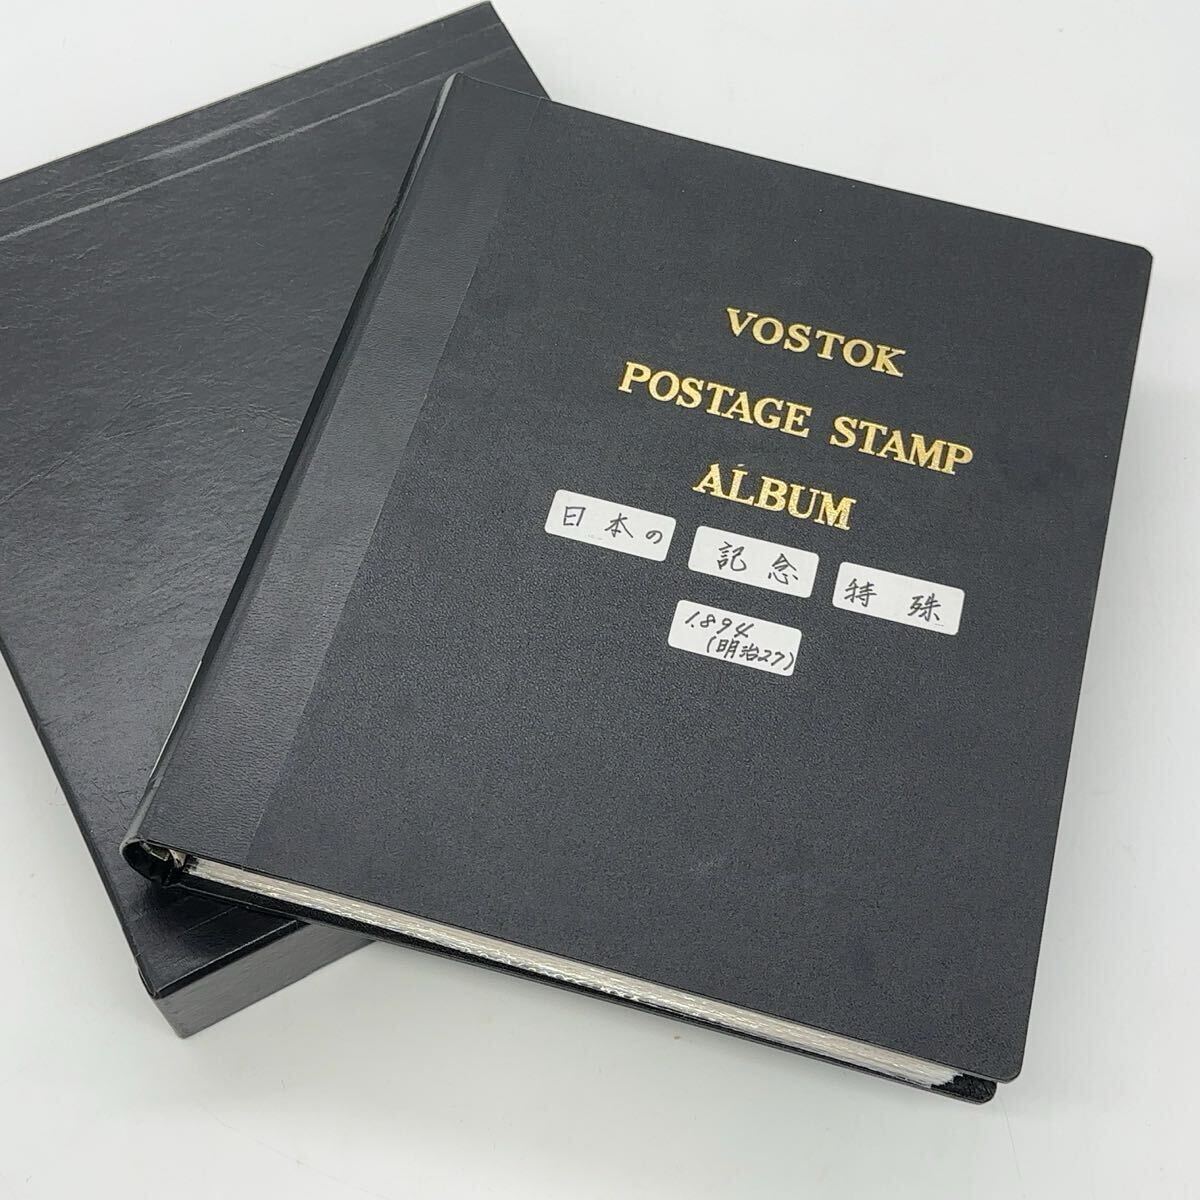 VOSTOK
POSTAGE STAMP
ALBUM
日本の 記念 特殊
1894
(明治27)